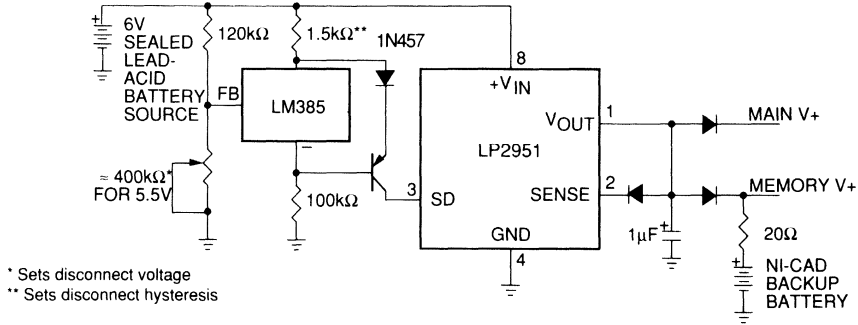 6V
SEALED
LEAD-
ACID
BATTERY
SOURCE
120kΩ
1.5kΩ**
1N457
FB
LM385
–
≈ 400kΩ*
FOR 5.5V
100kΩ
8
+VIN
VOUT
1
MAIN V+
LP2951
3
SD
SENSE
2
MEMORY V+
GND
4
1µF
+
20Ω
+
NI-CAD
BACKUP
BATTERY
+
* Sets disconnect voltage
** Sets disconnect hysteresis